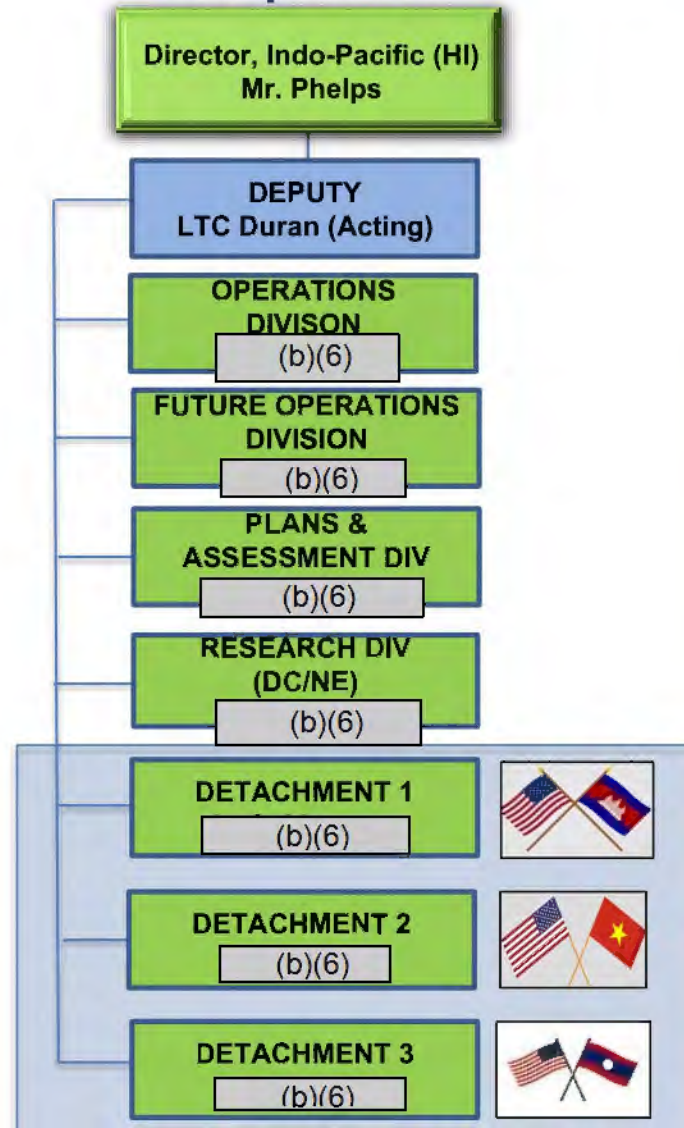 Director, Indo-Pacific (HI)
Mr. Phelps
DEPUTY
LTC Duran (Acting)
OPERATIONS
DIVISON
(b)(6)
FUTURE OPERATIONS
DIVISION
(b)(6)
PLANS &
ASSESSMENT DIV
(b)(6)
RESEARCH DIV
(DC/NE)
(b)(6)
DETACHMENT 1
(b)(6)
DETACHMENT 2
(b)(6)
DETACHMENT 3
(b)(6)